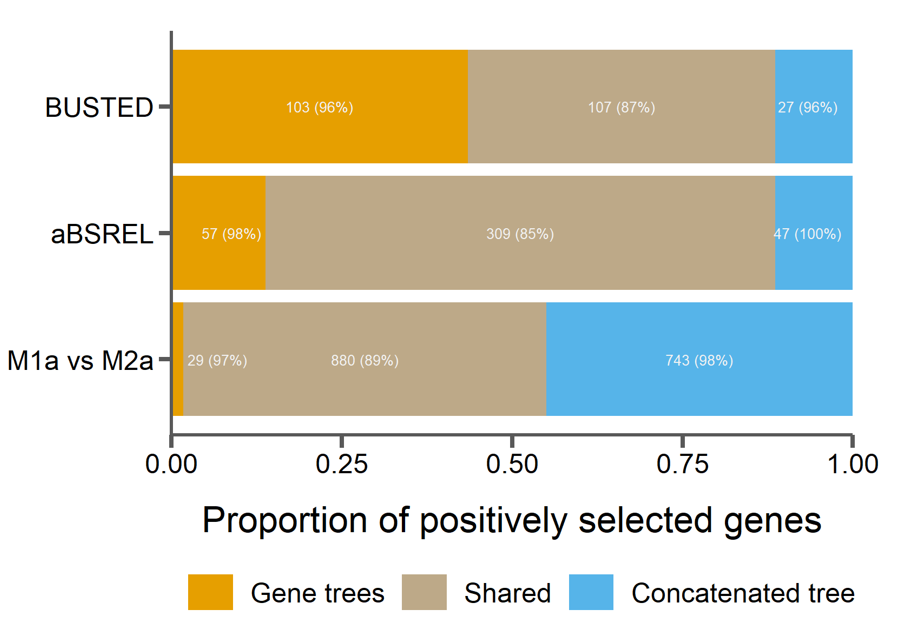 BUSTED
103 (96%)
107 (87%)
27 (96%)
aBSREL
57 (98%)
309 (85%)
47 (100%)
M1a vs M2a
29 (97%)
880 (89%)
743 (98%)
0.00 0.25 0.50 0.75 1.00
Proportion of positively selected genes
Gene trees Shared Concatenated tree